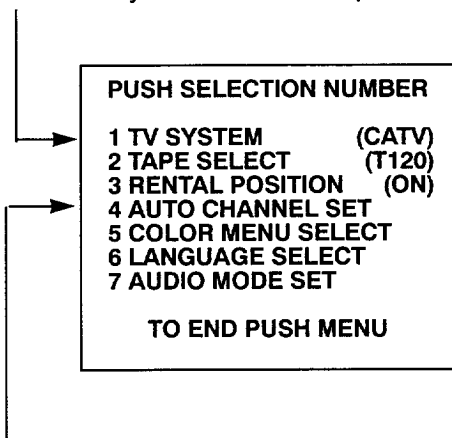 PUSH SELECTION NUMBER
1 TV SYSTEM (CATV)
2 TAPE SELECT (T120)
3 RENTAL POSITION (ON)
4 AUTO CHANNEL SET
5 COLOR MENU SELECT
6 LANGUAGE SELECT
7 AUDIO MODE SET
TO END PUSH MENU